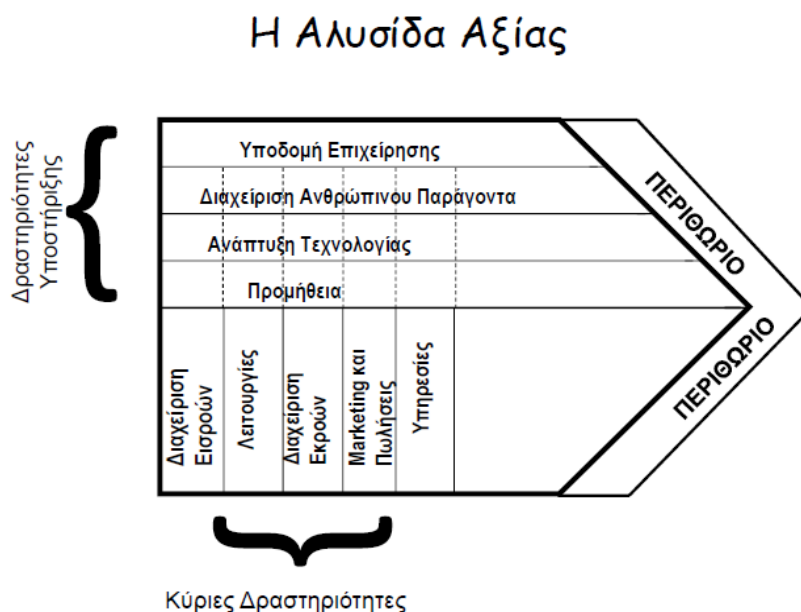 Η Αλυσίδα Αξίας
Δραστηριότητες
Υποστήριξης
Υποδομή Επιχείρησης
Διαχείριση Ανθρώπινου Παράγοντα
Ανάπτυξη Τεχνολογίας
Προμήθεια
ΠΕΡΙΘΩΡΙΟ
ΠΕΡΙΘΩΡΙΟ
Διαχείριση
Εισροών
Λειτουργίες
Διαχείριση
Εκροών
Marketing και
Πωλήσεις
Υπηρεσίες
Κύριες Δραστηριότητες